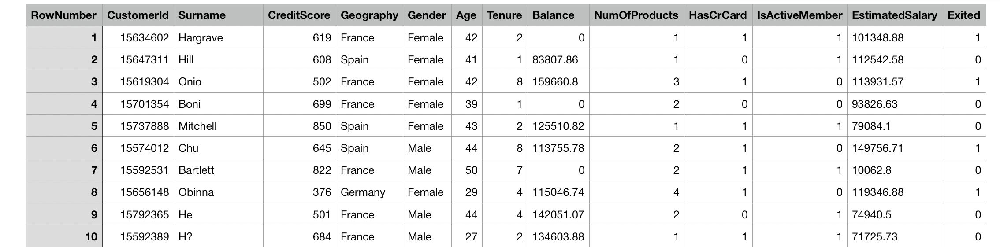 RowNumber CustomerId Surname CreditScore Geography Gender Age Tenure Balance NumOfProducts HasCrCard IsActiveMember EstimatedSalary Exited
1 15634602 Hargrave 619 France Female 42 2 0 1 1 1 101348.88 1
2 15647311 Hill 608 Spain Female 41 1 83807.86 1 0 1 112542.58 0
3 15619304 Onio 502 France Female 42 8 159660.8 3 1 0 113931.57 1
4 15701354 Boni 699 France Female 39 1 0 2 0 0 93826.63 0
5 15737888 Mitchell 850 Spain Female 43 2 125510.82 1 1 1 79084.1 0
6 15574012 Chu 645 Spain Male 44 8 113755.78 2 1 0 149756.71 1
7 15592531 Bartlett 822 France Male 50 7 0 2 1 1 10062.8 0
8 15656148 Obinna 376 Germany Female 29 4 115046.74 4 1 0 119346.88 1
9 15792365 He 501 France Male 44 4 142051.07 2 0 1 74940.5 0
10 15592389 H? 684 France Male 27 2 134603.88 1 1 1 71725.73 0